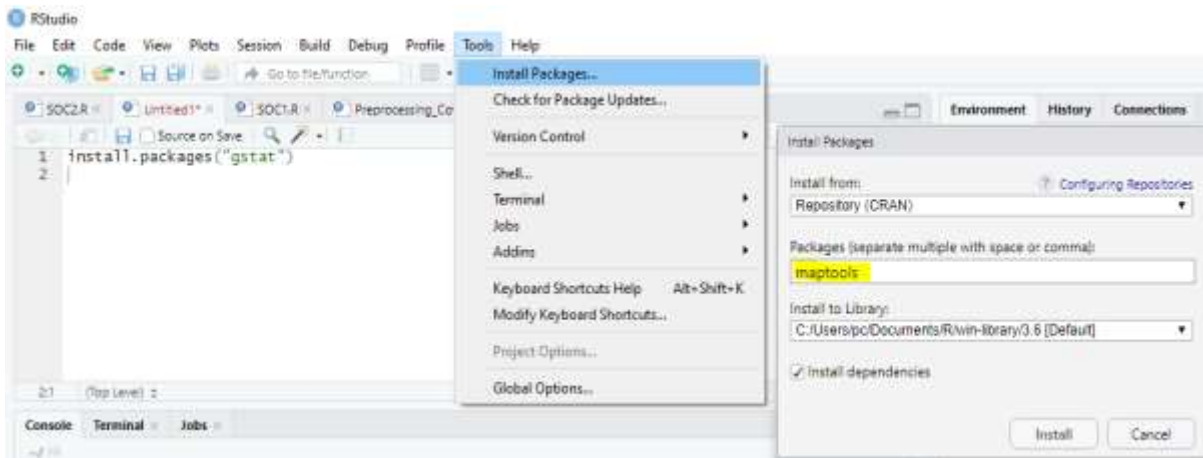 RStudio
File Edit Code View Plots Session Build Debug Profile Tools Help
Go to file/function
SOC2.R Untitled1* SOC1.R Preprocessing_Co
Source on Save
1 install.packages("gstat")
2
2:1 (Top Level)
Console Terminal Jobs
Install Packages...
Check for Package Updates...
Version Control
Shell...
Terminal
Jobs
Addins
Keyboard Shortcuts Help Alt+Shift+K
Modify Keyboard Shortcuts...
Project Options...
Global Options...
Environment History Connections
Install Packages
Install from: ? Configuring Repositories
Repository (CRAN)
Packages (separate multiple with space or comma):
maptools
Install to Library:
C:/Users/pc/Documents/R/win-library/3.6 [Default]
Install dependencies
Install Cancel